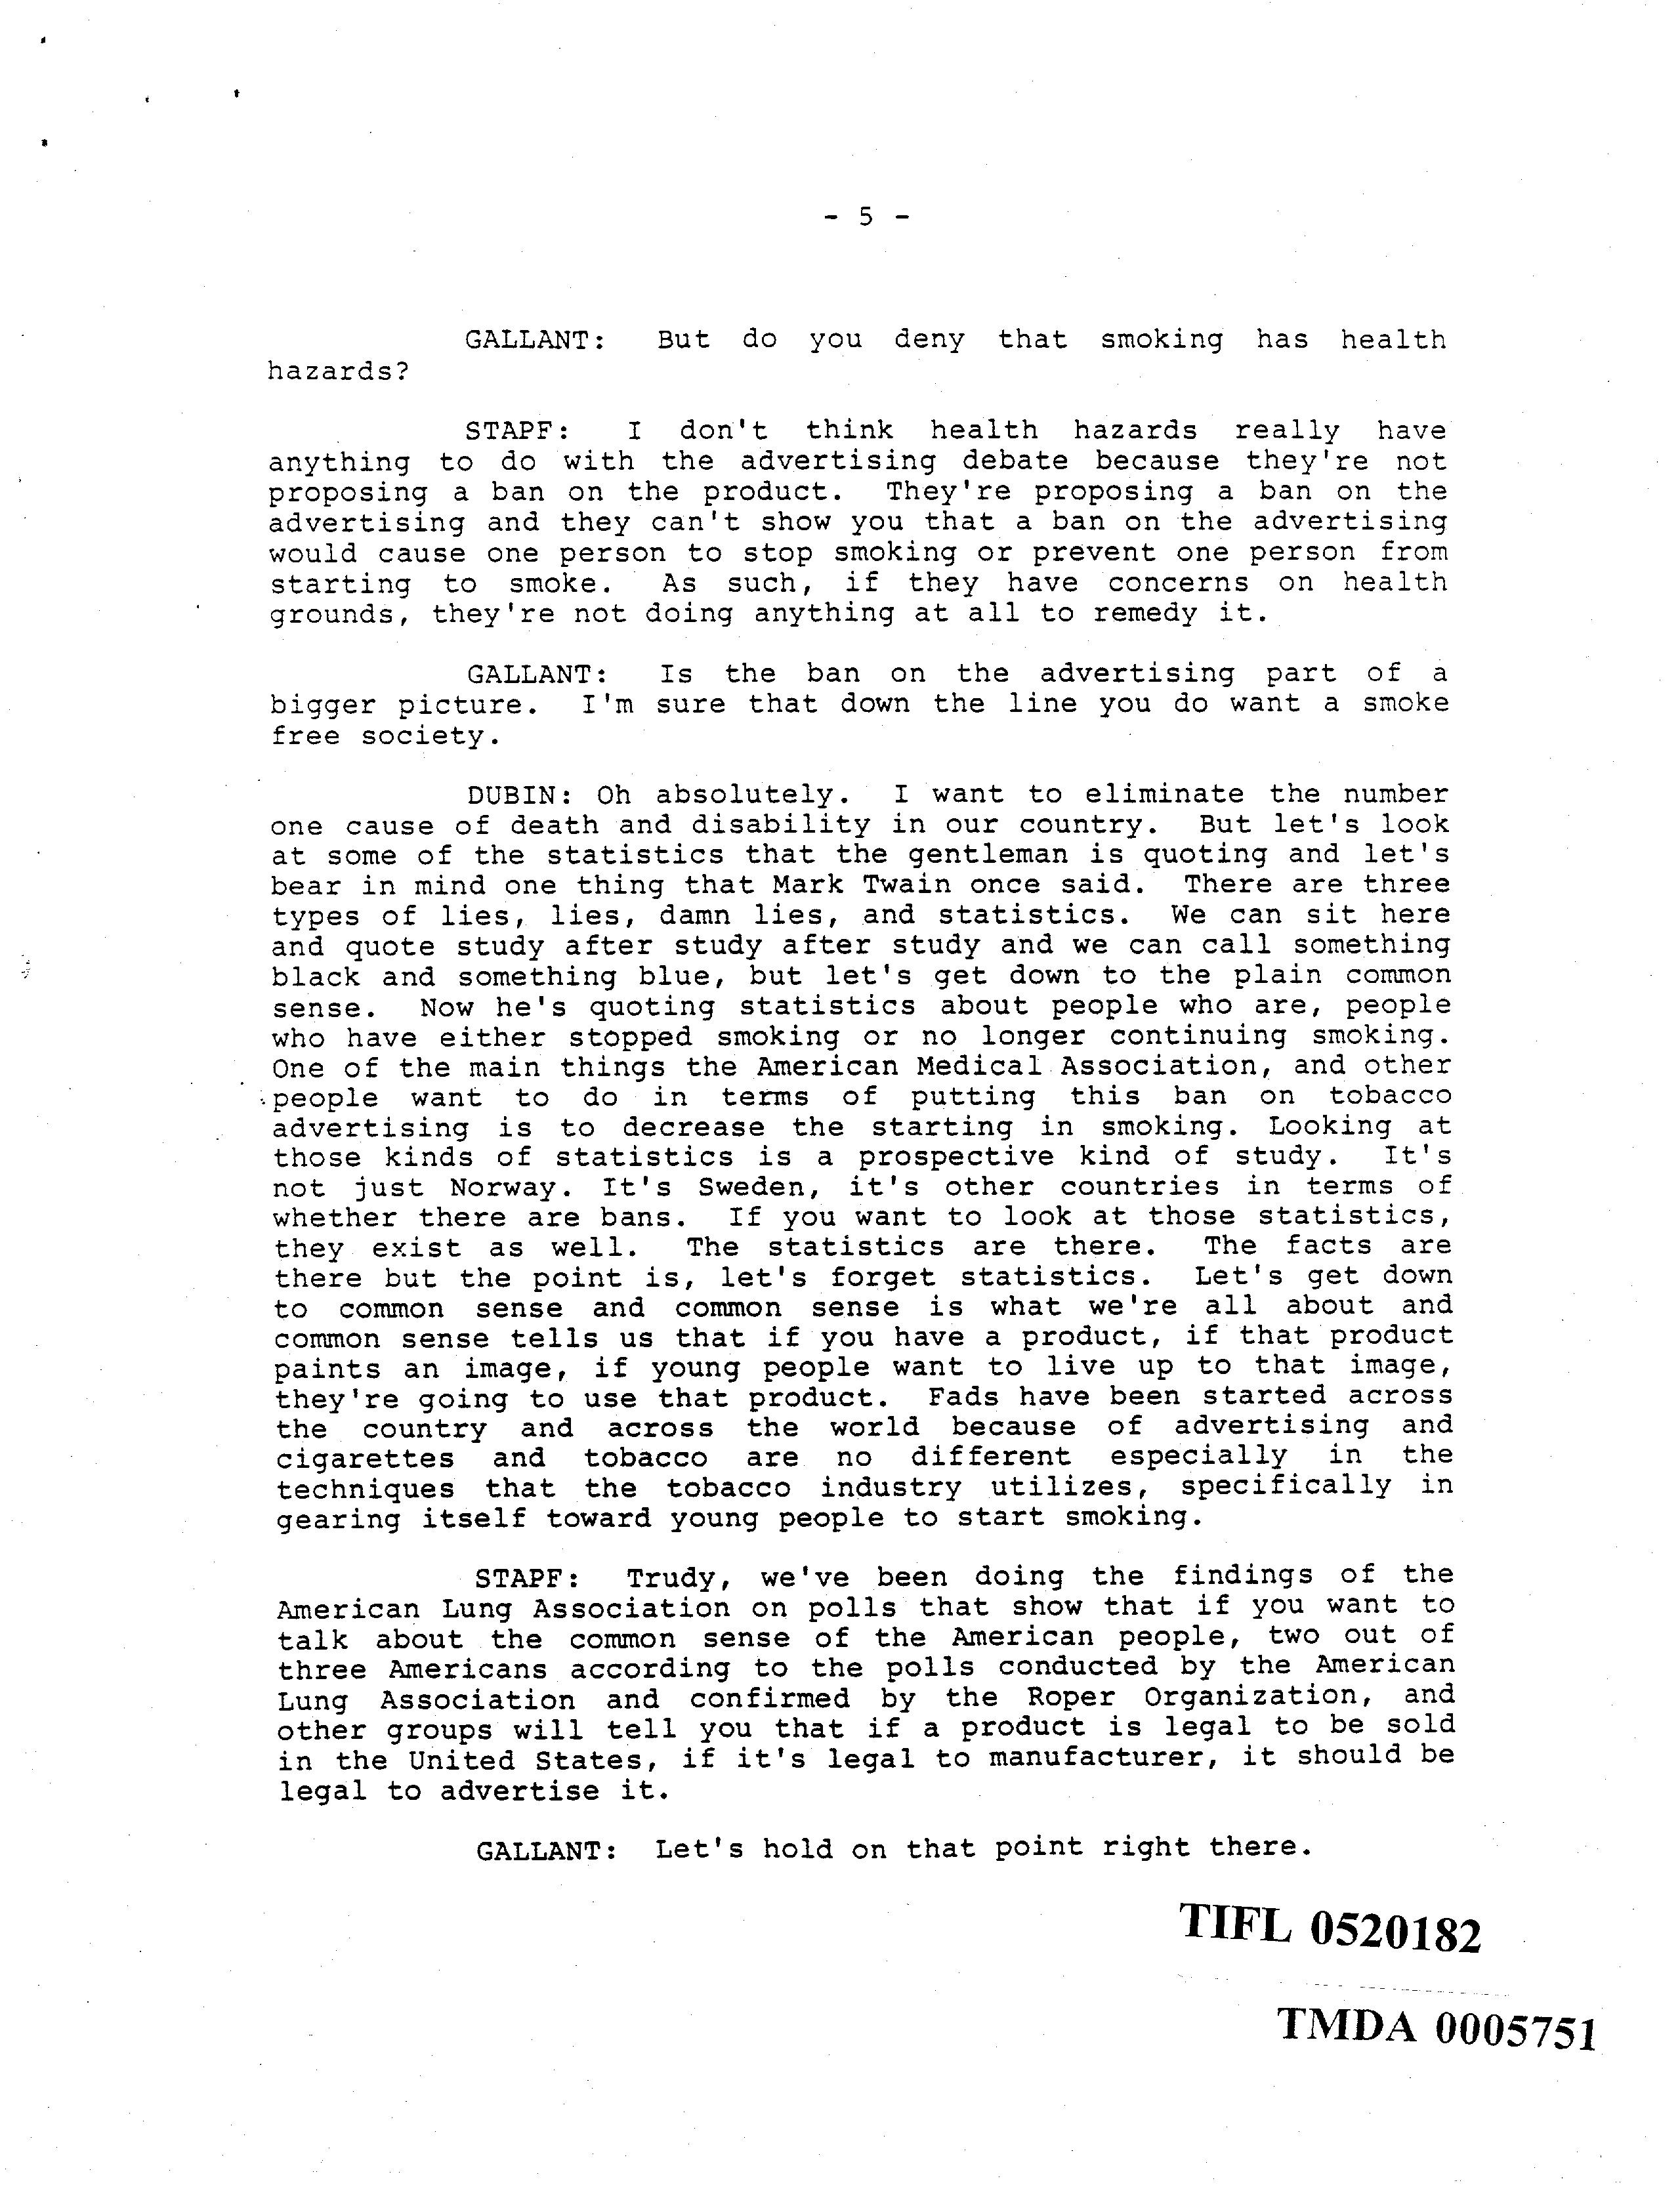 - 5 -
GALLANT: But do you deny that smoking has health
hazards?
STAPF: I don't think health hazards really have
anything to do with the advertising debate because they're not
proposing a ban on the product. They're proposing a ban on the
advertising and they can't show you that a ban on the advertising
would cause one person to stop smoking or prevent one person from
starting to smoke. As such, if they have concerns on health
grounds, they're not doing anything at all to remedy it.
GALLANT: Is the ban on the advertising part of a
bigger picture. I'm sure that down the line you do want a smoke
free society.
DUBIN: Oh absolutely. I want to eliminate the number
one cause of death and disability in our country. But let's look
at some of the statistics that the gentleman is quoting and let's
bear in mind one thing that Mark Twain once said. There are three
types of lies, lies, damn lies, and statistics. We can sit here
and quote study after study after study and we can call something
black and something blue, but let's get down to the plain common
sense. Now he's quoting statistics about people who are, people
who have either stopped smoking or no longer continuing smoking.
One of the main things the American Medical Association, and other
people want to do in terms of putting this ban on tobacco
advertising is to decrease the starting in smoking. Looking at
those kinds of statistics is a prospective kind of study. It's
not just Norway. It's Sweden, it's other countries in terms of
whether there are bans. If you want to look at those statistics,
they exist as well. The statistics are there. The facts are
there but the point is, let's forget statistics. Let's get down
to common sense and common sense is what we're all about and
common sense tells us that if you have a product, if that product
paints an image, if young people want to live up to that image,
they're going to use that product. Fads have been started across
the country and across the world because of advertising and
cigarettes and tobacco are no different especially in the
techniques that the tobacco industry utilizes, specifically in
gearing itself toward young people to start smoking.
STAPF: Trudy, we've been doing the findings of the
American Lung Association on polls that show that if you want to
talk about the common sense of the American people, two out of
three Americans according to the polls conducted by the American
Lung Association and confirmed by the Roper Organization, and
other groups will tell you that if a product is legal to be sold
in the United States, if it's legal to manufacturer, it should be
legal to advertise it.
GALLANT: Let's hold on that point right there.
TIFL 0520182
TMDA 0005751